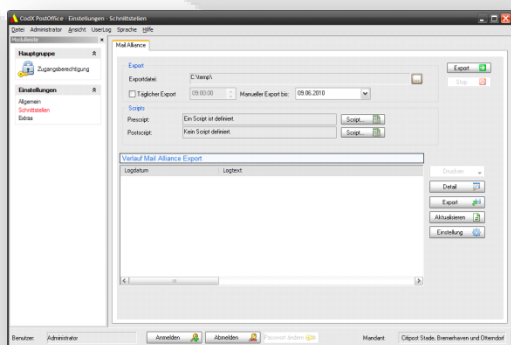 CodX PostOffice - Einstellungen - Schnittstellen
Datei Administrator Ansicht UserLog Sprache Hilfe
Modulleiste
Mail Alliance
Hauptgruppe
Zugangsberechtigung
Einstellungen
Allgemein
Schnittstellen
Extras
Export
Exportdatei: C:\temp\
Täglicher Export 09:00:00 Manueller Export bis: 09.06.2010
Export
Stop
Scripts
Prescript: Ein Script ist definiert. Script...
Postscript: Kein Script definiert. Script...
Verlauf Mail Alliance Export
Logdatum Logtext
Drucken
Detail
Export
Aktualisieren
Einstellung
Benutzer: Administrator Anmelden Abmelden Passwort ändern Mandant Citipost Stade, Bremerhaven und Otterndorf